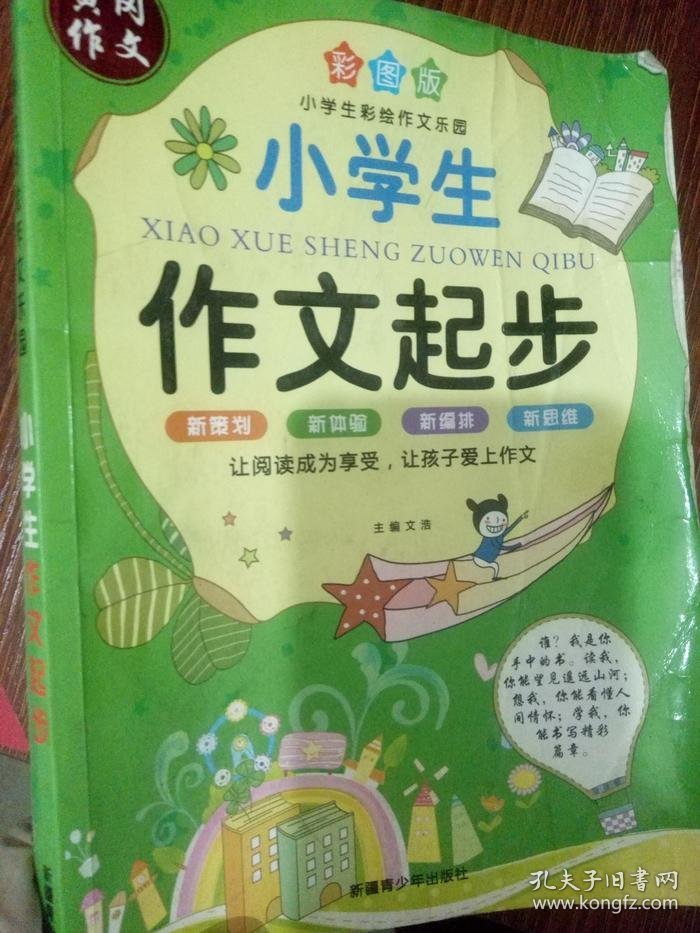 黄冈
作文
彩图版
小学生彩绘作文乐园
小学生
XIAO XUE SHENG ZUOWEN QIBU
作文起步
新策划 新体验 新编排 新思维
让阅读成为享受，让孩子爱上作文
主编 文浩
谁？我是你
手中的书。读我，
你能望见遥远山河；
想我，你能看懂人
间情怀；学我，你
能书写精彩
篇章。
新疆青少年出版社
小学生 作文起步
新疆青
孔夫子旧书网
www.kongfz.com